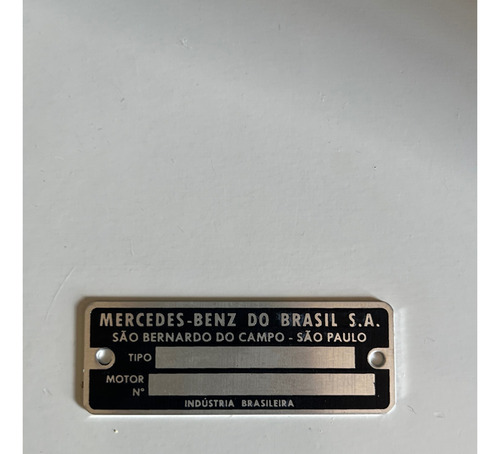 MERCEDES-BENZ DO BRASIL S.A.
SÃO BERNARDO DO CAMPO - SÃO PAULO
TIPO
MOTOR
Nº
INDÚSTRIA BRASILEIRA